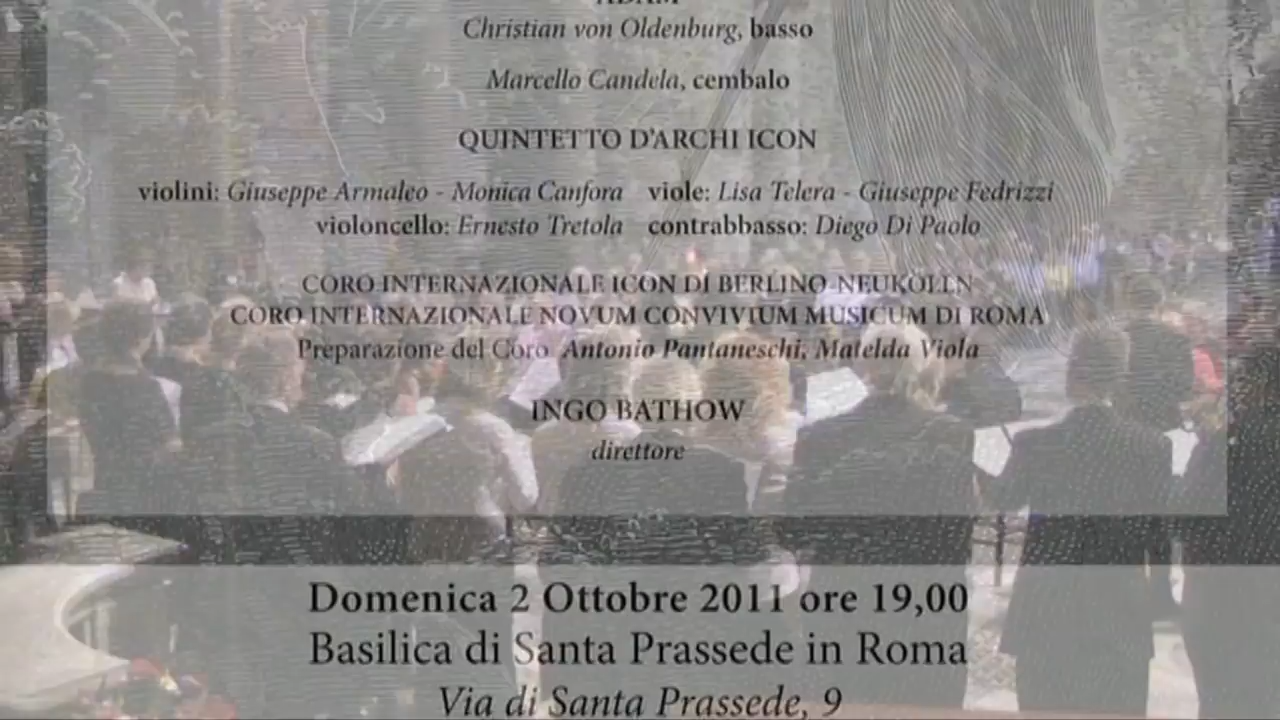 ADAM
Christian von Oldenburg, basso
Marcello Candela, cembalo
QUINTETTO D'ARCHI ICON
violini: Giuseppe Armaleo - Monica Canfora viole: Lisa Telera - Giuseppe Fedrizzi
violoncello: Ernesto Tretola contrabbasso: Diego Di Paolo
CORO INTERNAZIONALE ICON DI BERLINO-NEUKÖLLN
CORO INTERNAZIONALE NOVUM CONVIVIUM MUSICUM DI ROMA
Preparazione del Coro Antonio Pantaneschi, Matelda Viola
INGO BATHOW
direttore
Domenica 2 Ottobre 2011 ore 19,00
Basilica di Santa Prassede in Roma
Via di Santa Prassede, 9